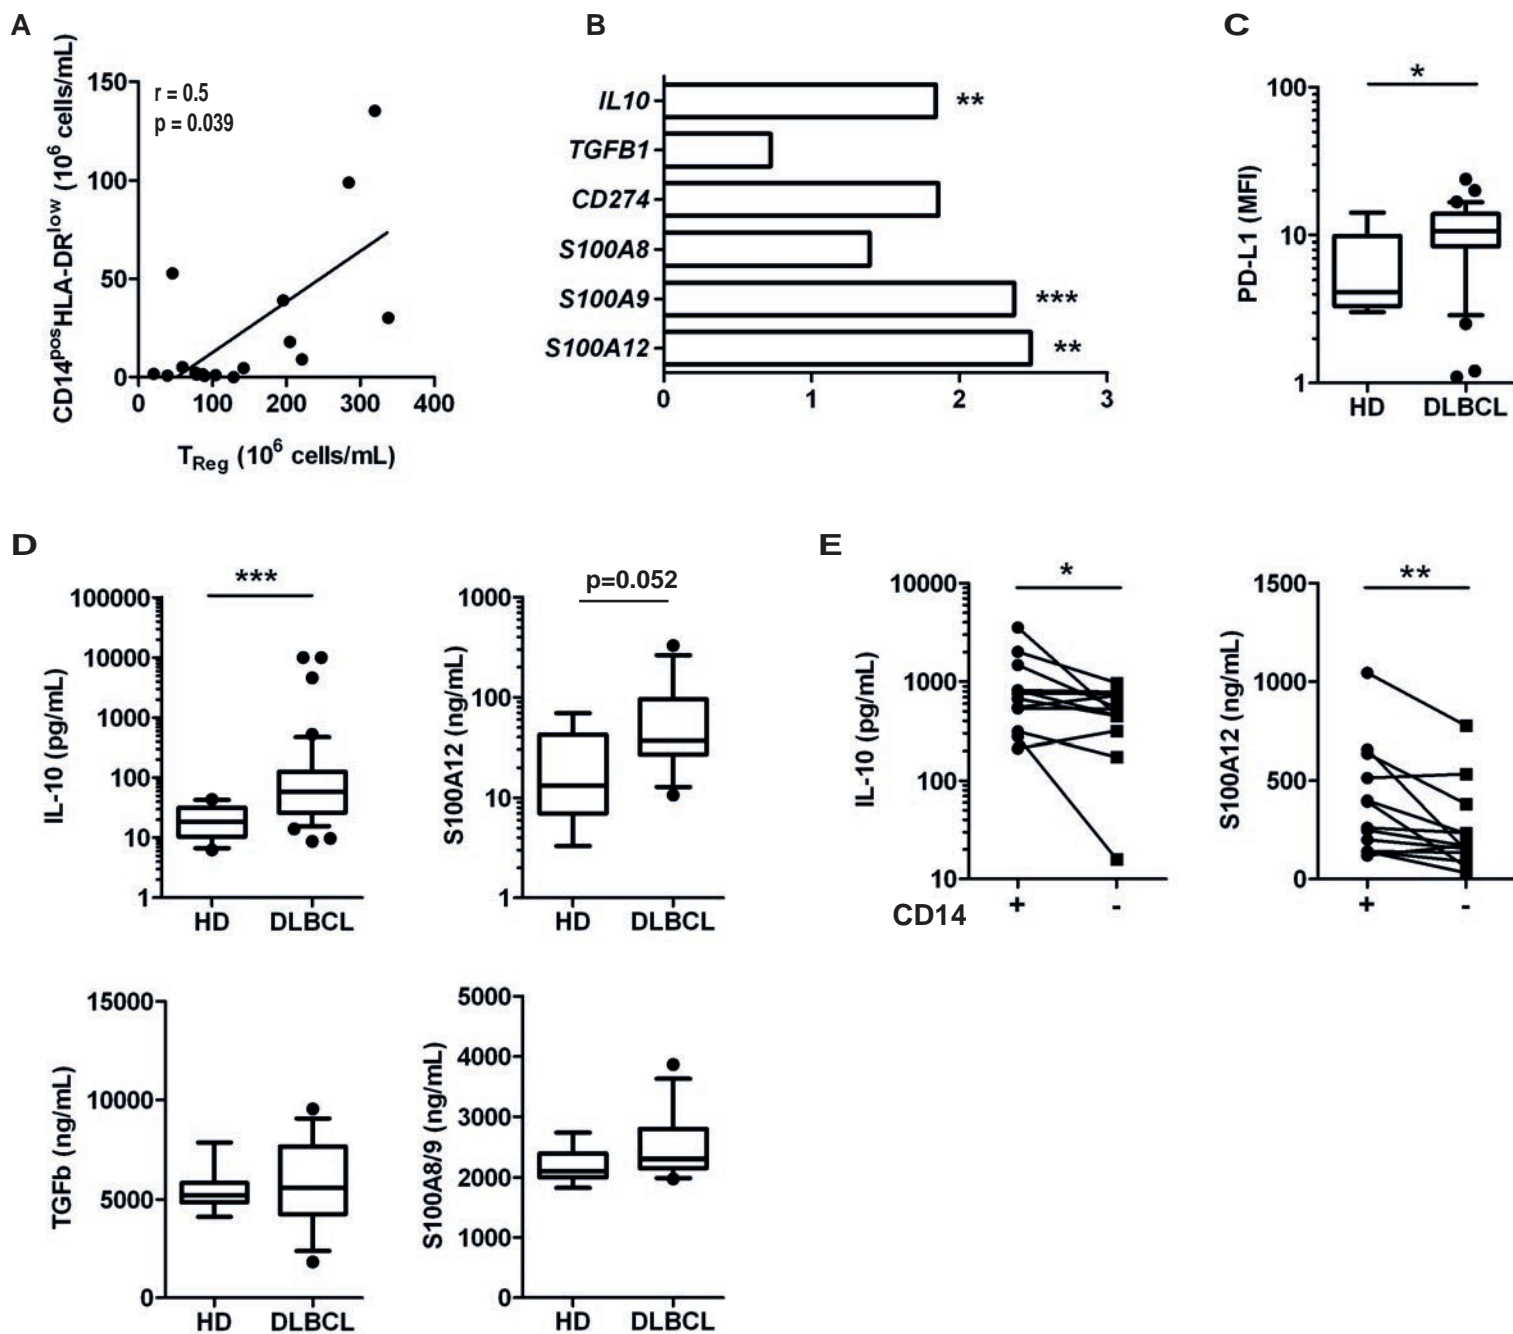 A
CD14posHLA-DRlow (10^6 cells/mL)
r = 0.5
p = 0.039
150
100
50
0
0 100 200 300 400
TReg (10^6 cells/mL)
B
IL10 **
TGFB1
CD274
S100A8
S100A9 ***
S100A12 **
0 1 2 3
C
PD-L1 (MFI)
*
100
10
1
HD DLBCL
D
IL-10 (pg/mL)
***
100000
10000
1000
100
10
1
HD DLBCL
S100A12 (ng/mL)
p=0.052
1000
100
10
1
HD DLBCL
E
IL-10 (pg/mL)
*
10000
1000
100
10
CD14 + -
S100A12 (ng/mL)
**
1500
1000
500
0
+ -
TGFb (ng/mL)
15000
10000
5000
0
HD DLBCL
S100A8/9 (ng/mL)
5000
4000
3000
2000
1000
0
HD DLBCL